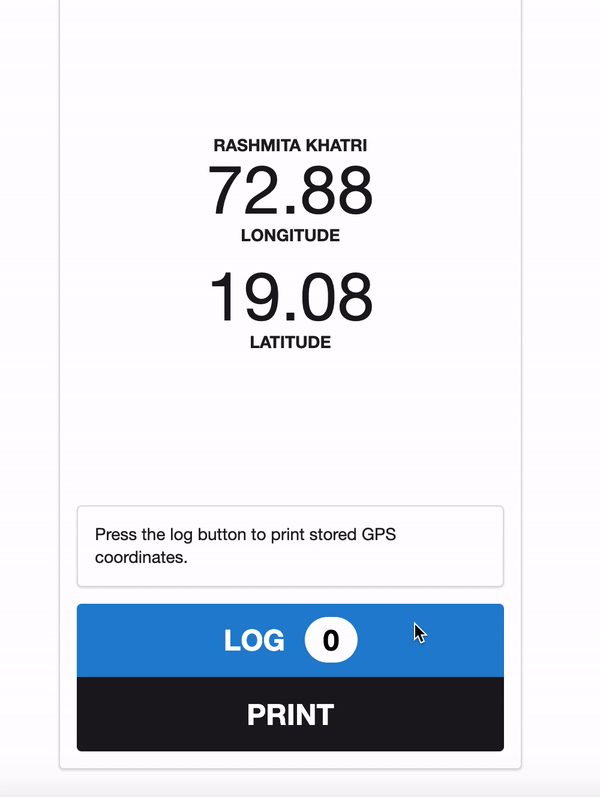 RASHMITA KHATRI
72.88
LONGITUDE
19.08
LATITUDE
Press the log button to print stored GPS
coordinates.
LOG 0
PRINT